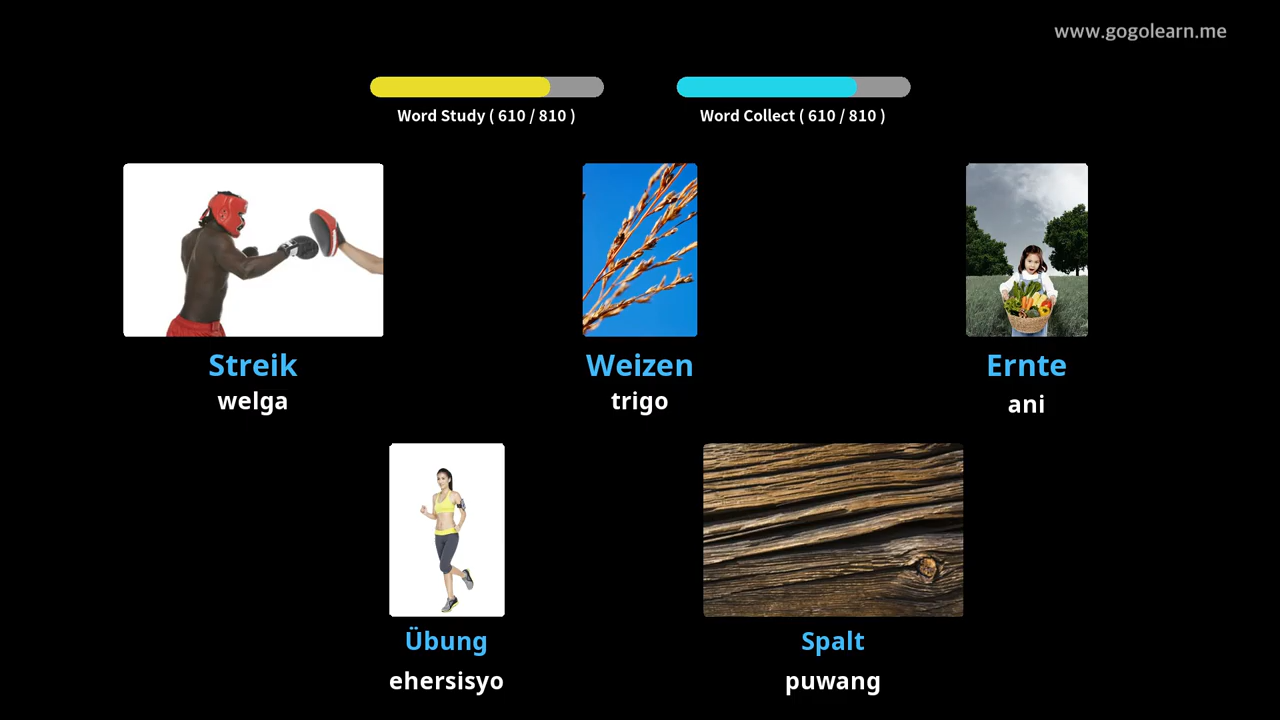 www.gogolearn.me
Word Study ( 610 / 810 )
Word Collect ( 610 / 810 )
Streik
welga
Weizen
trigo
Ernte
ani
Übung
ehersisyo
Spalt
puwang